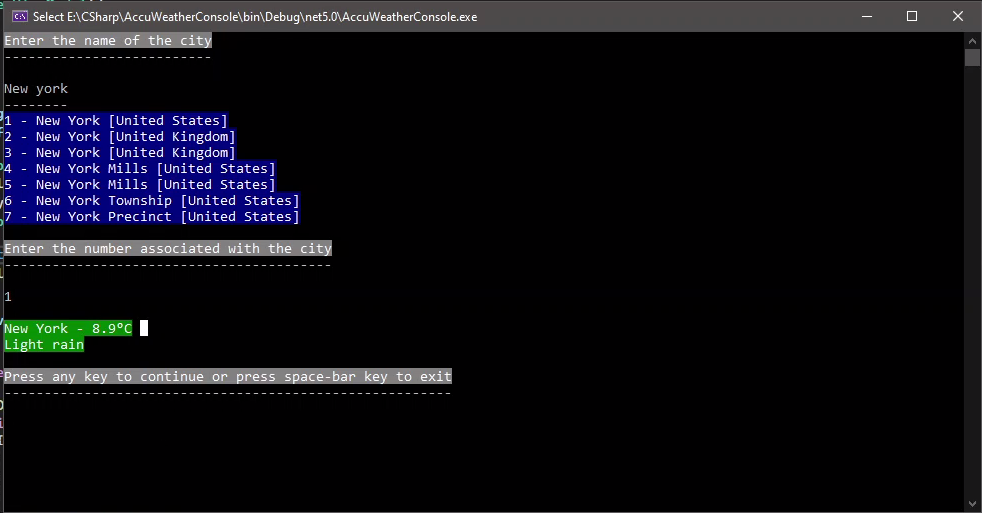 Select E:\CSharp\AccuWeatherConsole\bin\Debug\net5.0\AccuWeatherConsole.exe
Enter the name of the city
--------------------------
New york
--------
1 - New York [United States]
2 - New York [United Kingdom]
3 - New York [United Kingdom]
4 - New York Mills [United States]
5 - New York Mills [United States]
6 - New York Township [United States]
7 - New York Precinct [United States]
Enter the number associated with the city
-----------------------------------------
1
New York - 8.9°C
Light rain
Press any key to continue or press space-bar key to exit
--------------------------------------------------------